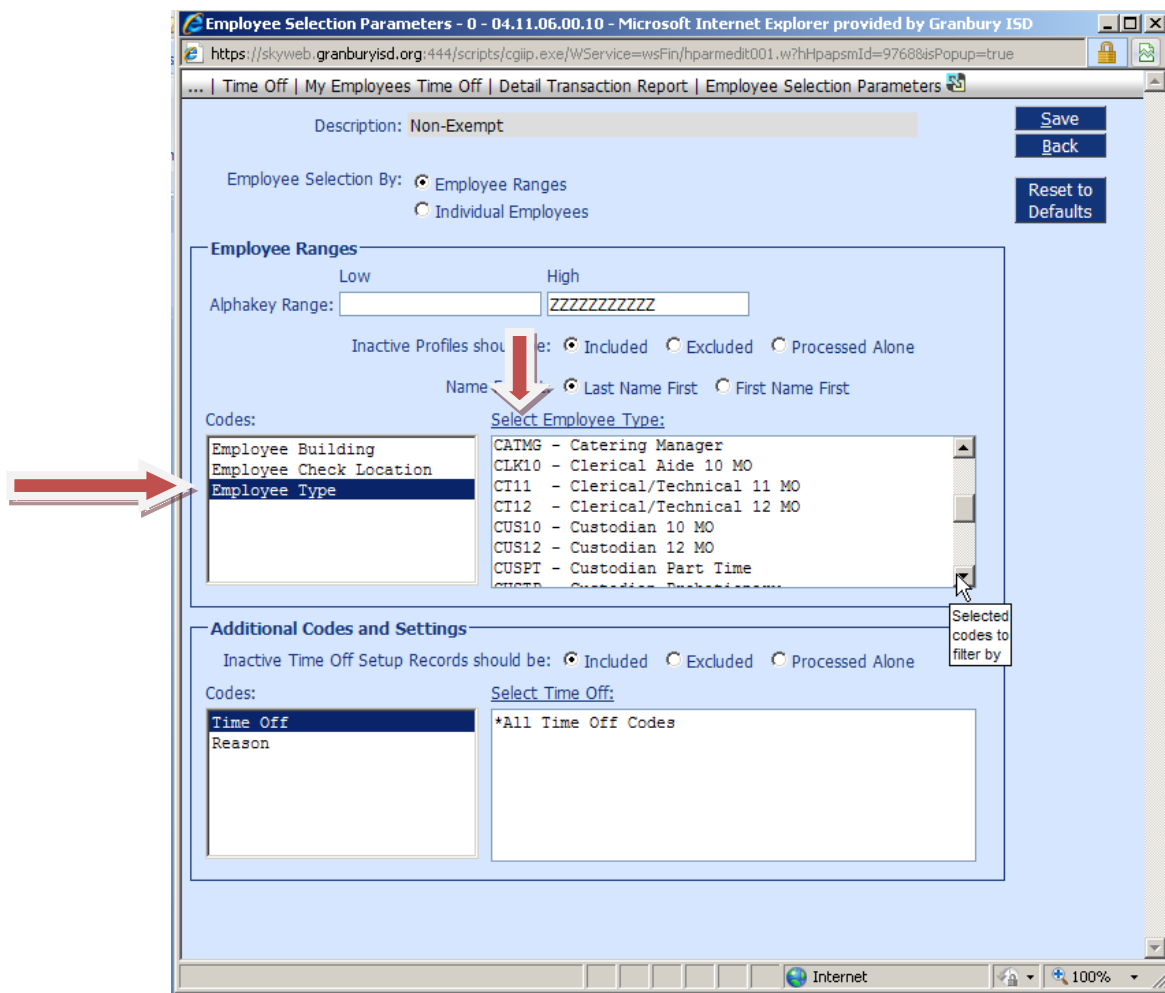 Employee Selection Parameters - 0 - 04.11.06.00.10 - Microsoft Internet Explorer provided by Granbury ISD
https://skyweb.granburyisd.org:444/scripts/cgiip.exe/WService=wsFin/hparmedit001.w?hHpapsmId=9768&isPopup=true
... | Time Off | My Employees Time Off | Detail Transaction Report | Employee Selection Parameters
Description: Non-Exempt
Save
Back
Employee Selection By: Employee Ranges
Individual Employees
Reset to
Defaults
Employee Ranges
Low High
Alphakey Range: ZZZZZZZZZZZ
Inactive Profiles Included Excluded Processed Alone
Name Last Name First First Name First
Codes: Select Employee Type:
Employee Building
Employee Check Location
Employee Type
CATMG - Catering Manager
CLK10 - Clerical Aide 10 MO
CT11 - Clerical/Technical 11 MO
CT12 - Clerical/Technical 12 MO
CUS10 - Custodian 10 MO
CUS12 - Custodian 12 MO
CUSPT - Custodian Part Time
Selected
codes to
filter by
Additional Codes and Settings
Inactive Time Off Setup Records should be: Included Excluded Processed Alone
Codes: Select Time Off:
Time Off
Reason
*All Time Off Codes
Internet 100%